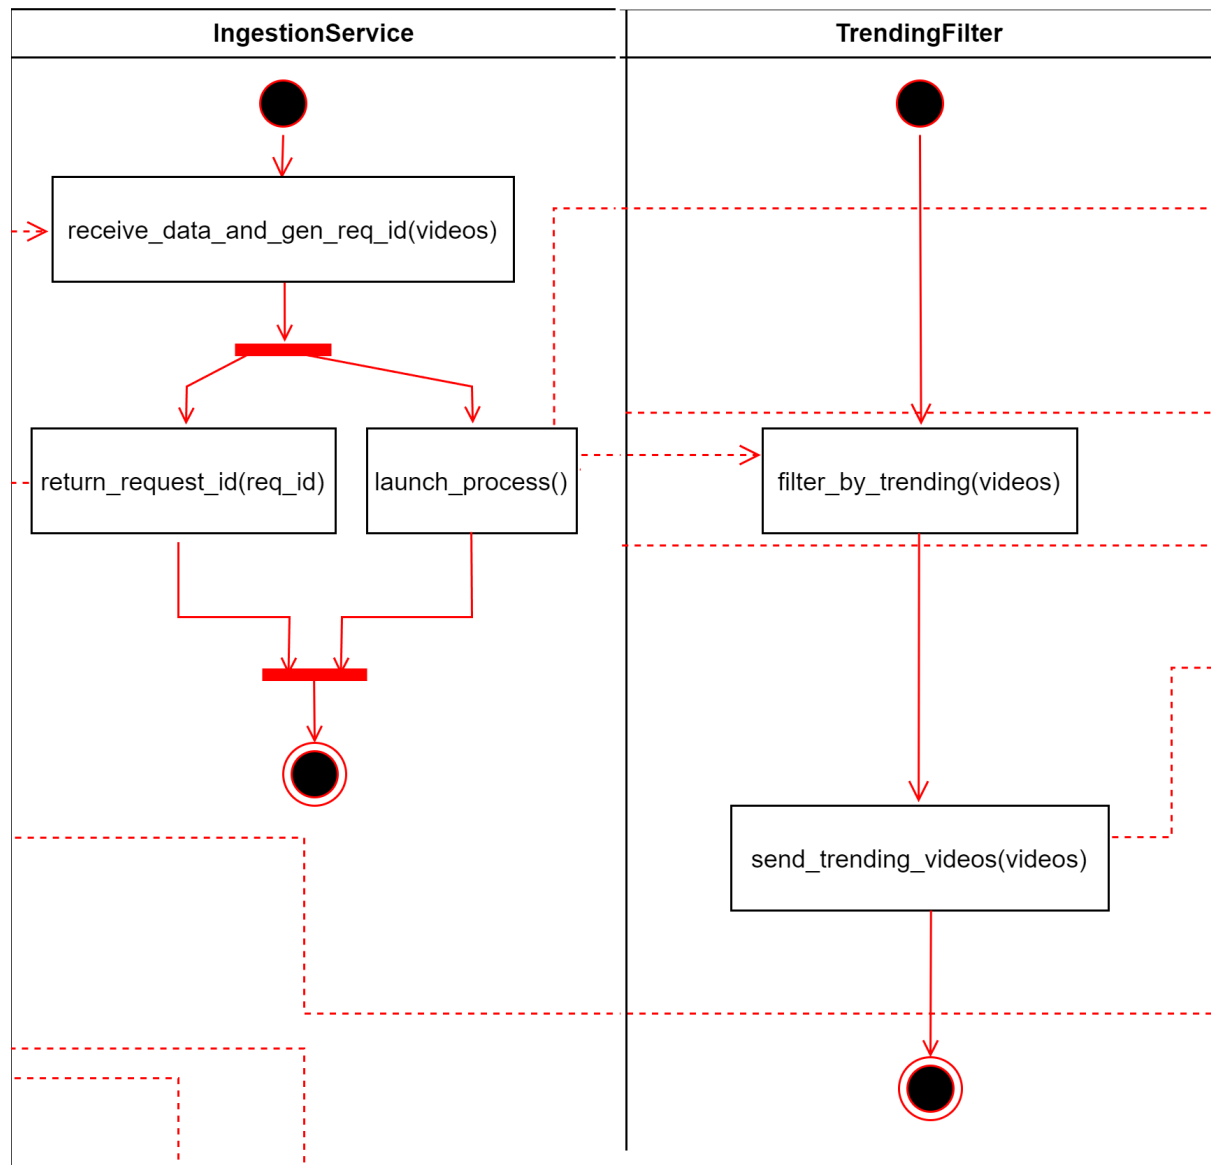 IngestionService
TrendingFilter
receive_data_and_gen_req_id(videos)
return_request_id(req_id)
launch_process()
filter_by_trending(videos)
send_trending_videos(videos)